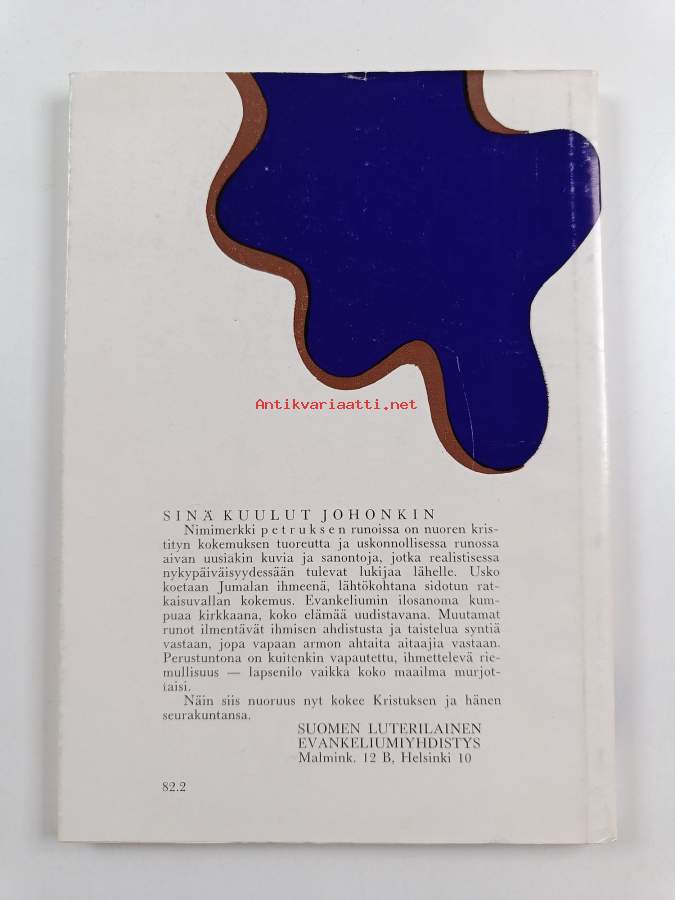 Antikvariaatti.net
SINÄ KUULUT JOHONKIN
Nimimerkki petruksen runoissa on nuoren kris-
tityn kokemuksen tuoreutta ja uskonnollisessa runossa
aivan uusiakin kuvia ja sanontoja, jotka realistisessa
nykypäiväisyydessään tulevat lukijaa lähelle. Usko
koetaan Jumalan ihmeenä, lähtökohtana sidotun rat-
kaisuvallan kokemus. Evankeliumin ilosanoma kum-
puaa kirkkaana, koko elämää uudistavana. Muutamat
runot ilmentävät ihmisen ahdistusta ja taistelua syntiä
vastaan, jopa vapaan armon ahtaita aitaajia vastaan.
Perustuntona on kuitenkin vapautettu, ihmettelevä rie-
mullisuus — lapsenilo vaikka koko maailma murjot-
taisi.
Näin siis nuoruus nyt kokee Kristuksen ja hänen
seurakuntansa.
SUOMEN LUTERILAINEN
EVANKELIUMIYHDISTYS
Malmink. 12 B, Helsinki 10
82.2